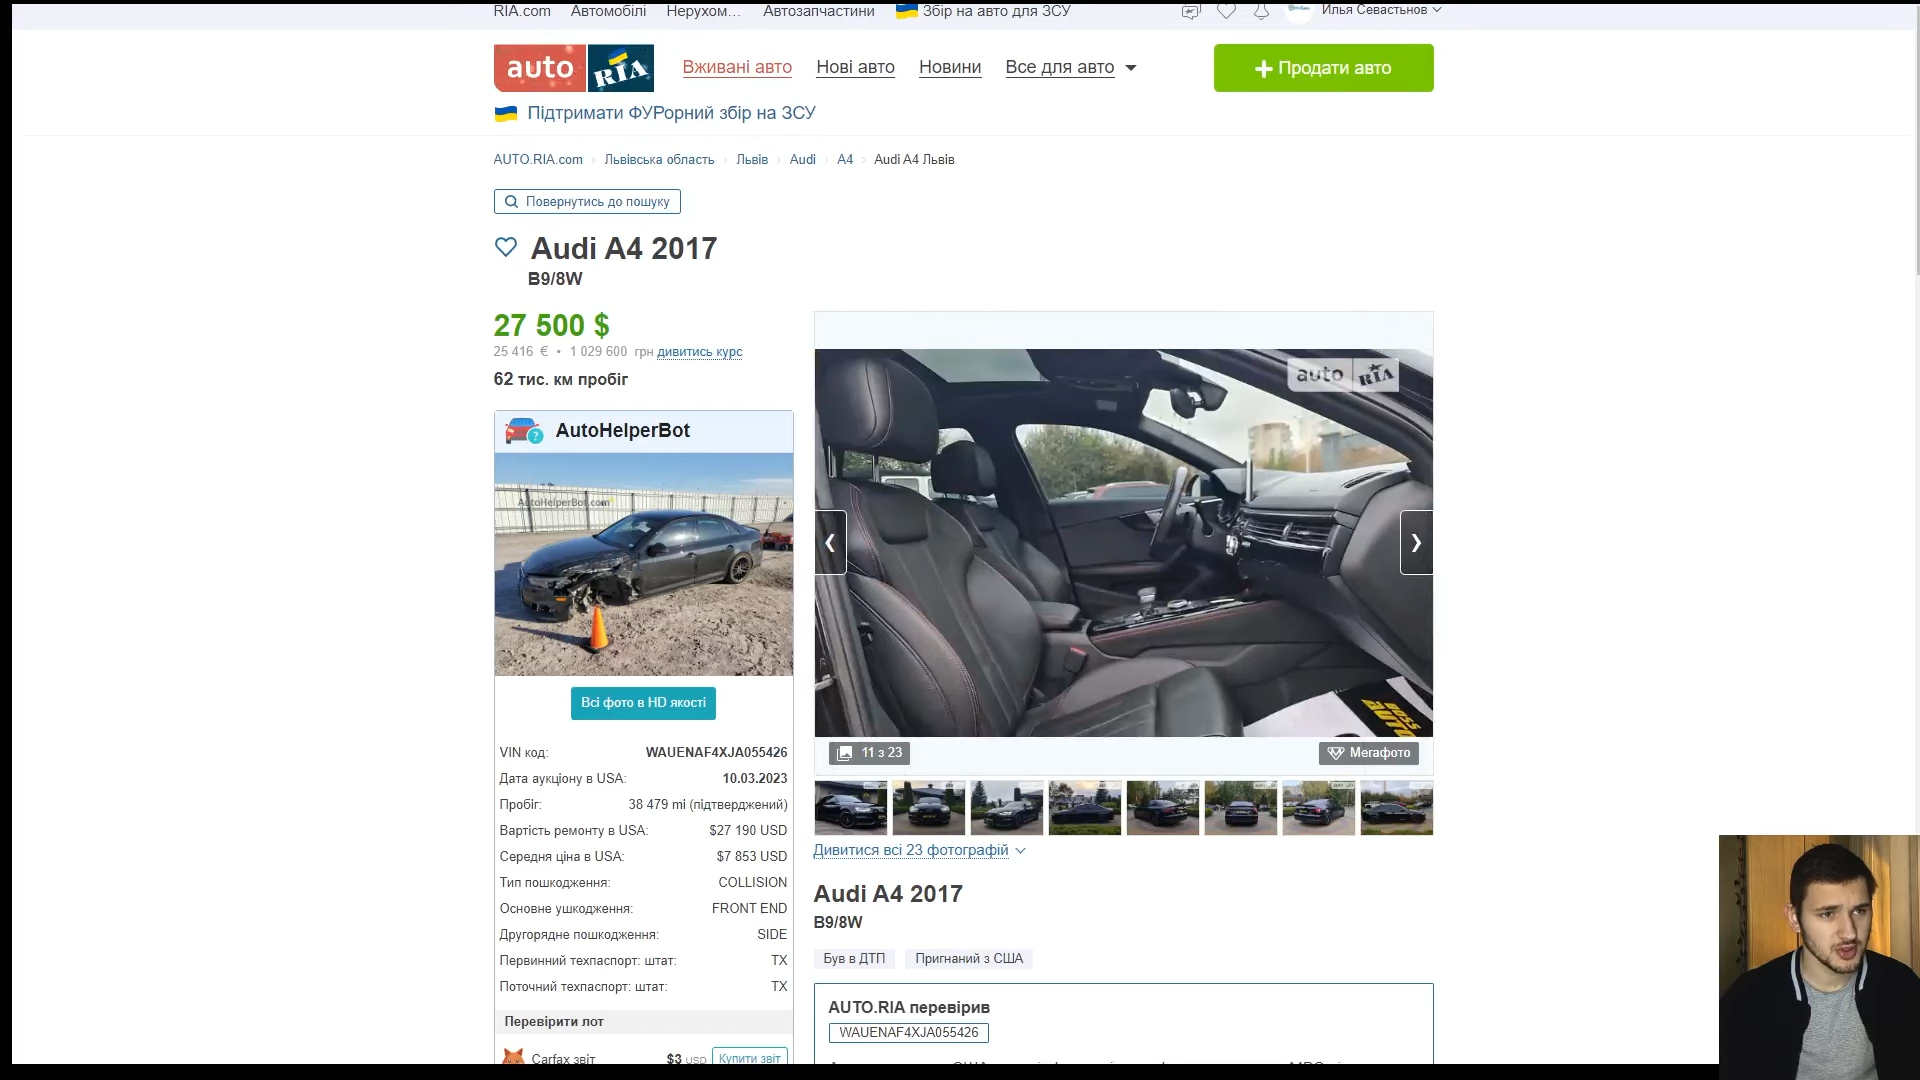 RIA.com Автомобілі Нерухом... Автозапчастини Збір на авто для ЗСУ Илья Севастьнов
auto RIA Вживані авто Нові авто Новини Все для авто + Продати авто
Підтримати ФУРорний збір на ЗСУ
AUTO.RIA.com › Львівська область › Львів › Audi › A4 › Audi A4 Львів
Повернутись до пошуку
Audi A4 2017
B9/8W
27 500 $
25 416 € • 1 029 600 грн дивитись курс
62 тис. км пробіг
AutoHelperBot
AutoHelperBot.com
Всі фото в HD якості
VIN код: WAUENAF4XJA055426
Дата аукціону в USA: 10.03.2023
Пробіг: 38 479 mi (підтверджений)
Вартість ремонту в USA: $27 190 USD
Середня ціна в USA: $7 853 USD
Тип пошкодження: COLLISION
Основне ушкодження: FRONT END
Другорядне пошкодження: SIDE
Первинний техпаспорт: штат: TX
Поточний техпаспорт: штат: TX
Перевірити лот
Carfax звіт $3 USD Купити звіт
auto RIA
BOSS AUTO
11 з 23 Мегафото
Дивитися всі 23 фотографій
Audi A4 2017
B9/8W
Був в ДТП Пригнаний з США
AUTO.RIA перевірив
WAUENAF4XJA055426